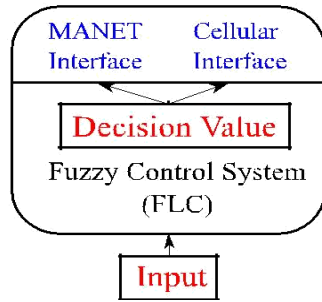 MANET Cellular
Interface Interface
Decision Value
Fuzzy Control System
(FLC)
Input